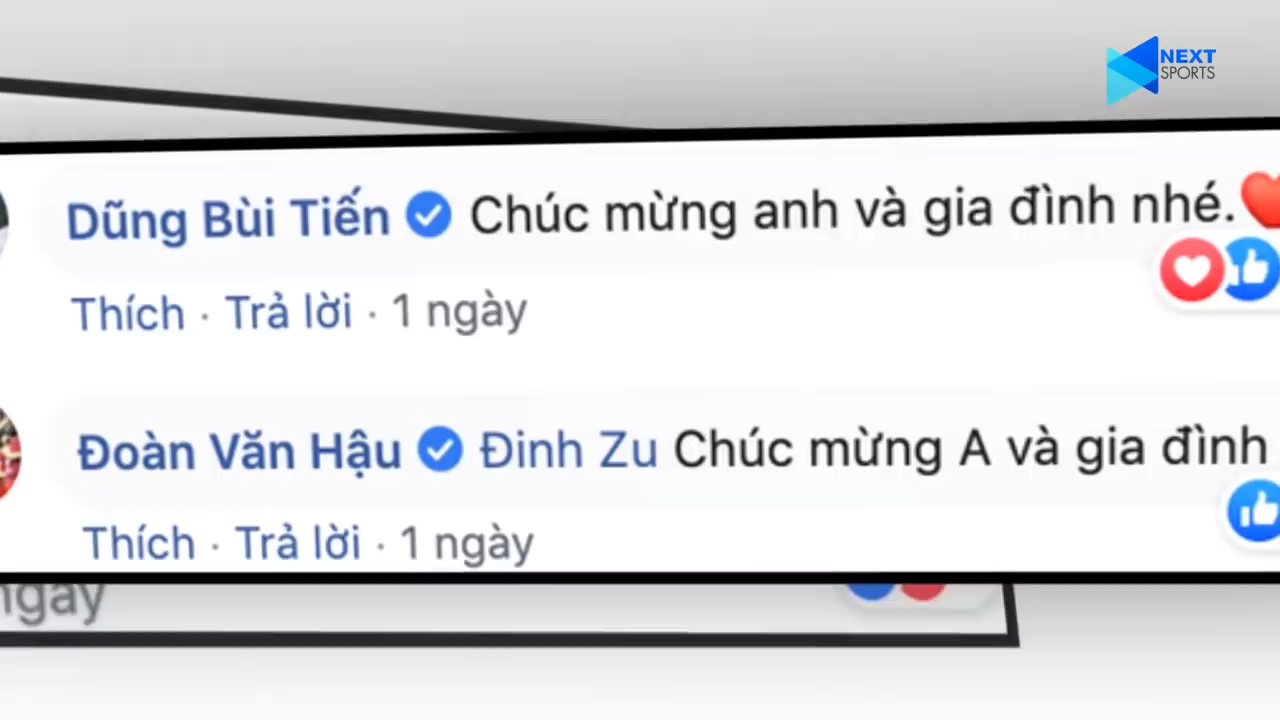 NEXT
SPORTS
Dũng Bùi Tiến Chúc mừng anh và gia đình nhé.
Thích · Trả lời · 1 ngày
Đoàn Văn Hậu Đinh Zu Chúc mừng A và gia đình
Thích · Trả lời · 1 ngày
ngày